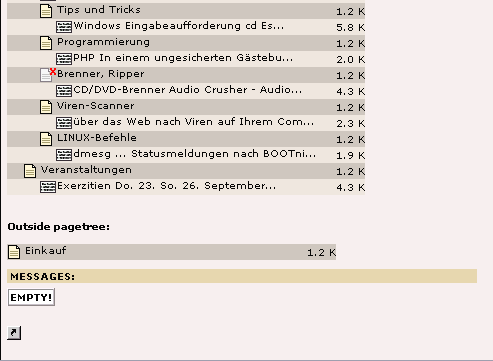 Tips und Tricks 1.2 K
Windows Eingabeaufforderung cd Es... 5.8 K
Programmierung 1.2 K
PHP In einem ungesicherten Gästebu... 2.0 K
Brenner, Ripper 1.2 K
CD/DVD-Brenner Audio Crusher - Audio... 4.3 K
Viren-Scanner 1.2 K
über das Web nach Viren auf Ihrem Com... 2.3 K
LINUX-Befehle 1.2 K
dmesg ... Statusmeldungen nach BOOTni... 1.9 K
Veranstaltungen 1.2 K
Exerzitien Do. 23. So. 26. September... 4.3 K
Outside pagetree:
Einkauf 1.2 K
MESSAGES:
EMPTY!